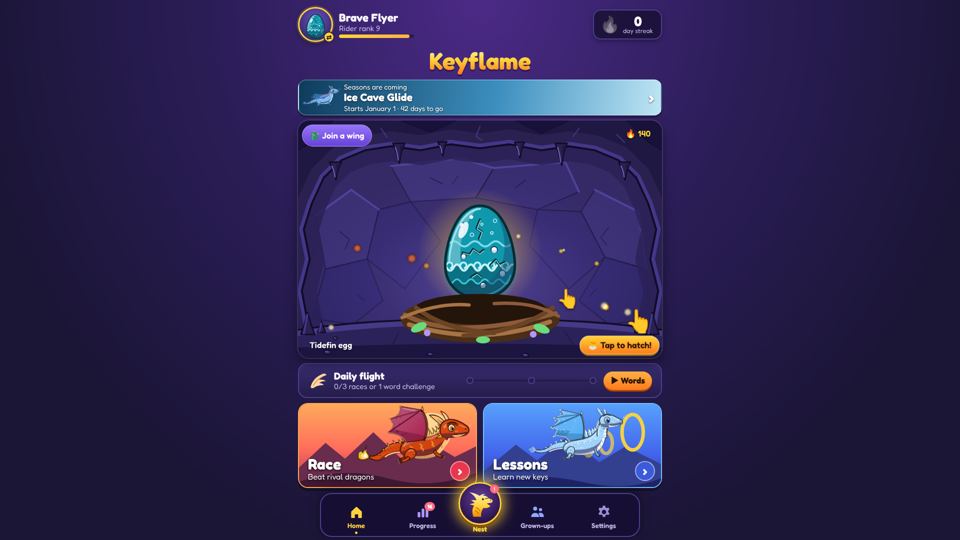 Brave Flyer
Rider rank 9
0
day streak
Keyflame
Seasons are coming
Ice Cave Glide
Starts January 1 · 42 days to go
Join a wing
140
Tidefin egg
Tap to hatch!
Daily flight
0/3 races or 1 word challenge
Words
Race
Beat rival dragons
Lessons
Learn new keys
Home
Progress
Nest
Grown-ups
Settings